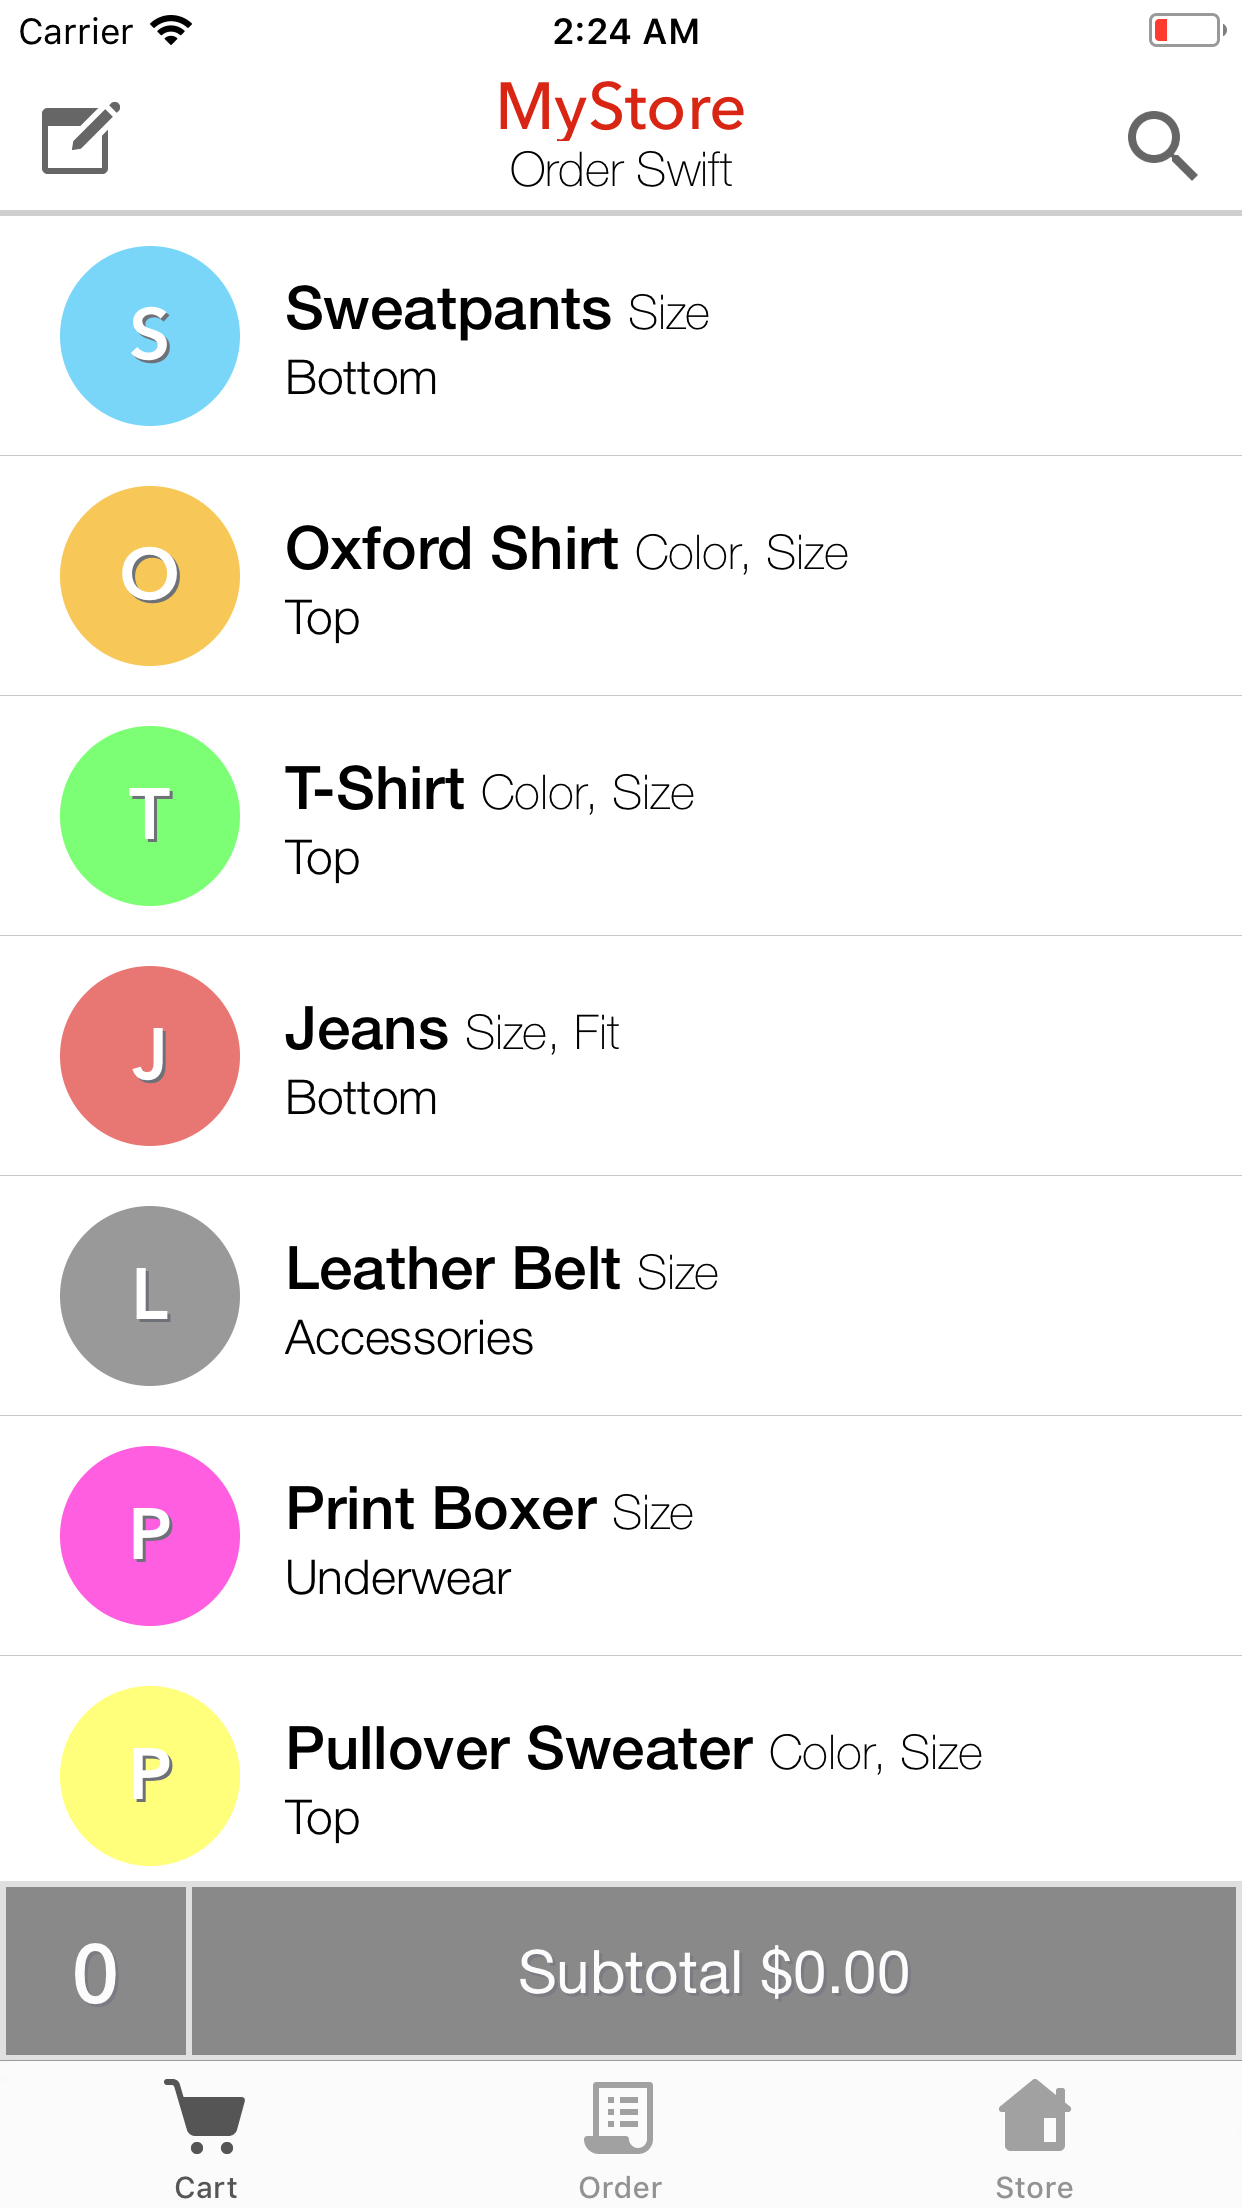 Carrier 2:24 AM
MyStore
Order Swift
S Sweatpants Size
Bottom
O Oxford Shirt Color, Size
Top
T T-Shirt Color, Size
Top
J Jeans Size, Fit
Bottom
L Leather Belt Size
Accessories
P Print Boxer Size
Underwear
P Pullover Sweater Color, Size
Top
0 Subtotal $0.00
Cart Order Store